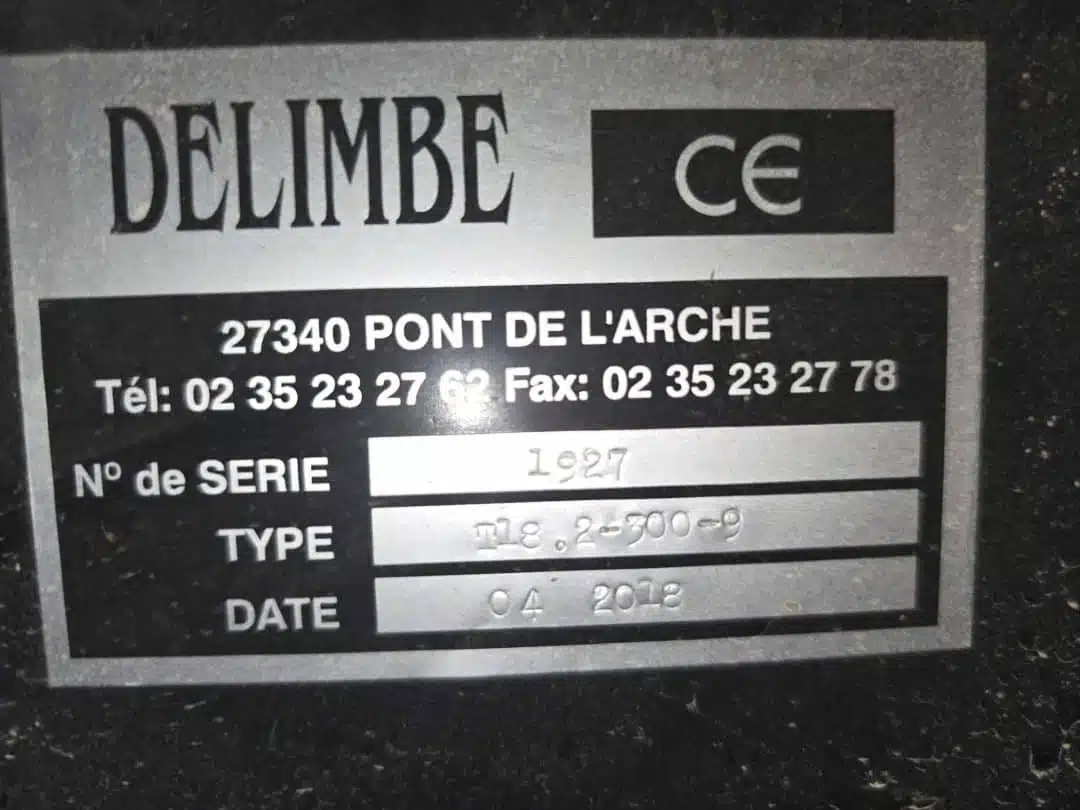 DELIMBE CE
27340 PONT DE L'ARCHE
Tél: 02 35 23 27 62 Fax: 02 35 23 27 78
Nº de SERIE 1927
TYPE T18.2-300-9
DATE 04 2018